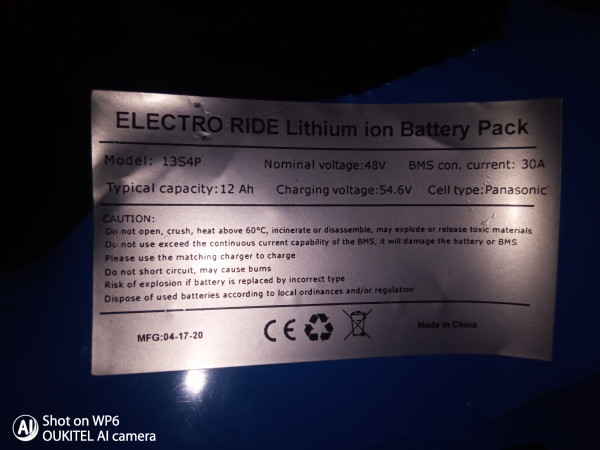 ELECTRO RIDE Lithium ion Battery Pack
Model: 13S4P Nominal voltage:48V BMS con. current: 30A
Typical capacity:12 Ah Charging voltage:54.6V Cell type:Panasonic
CAUTION:
Do not open, crush, heat above 60°C, incinerate or disassemble, may explode or release toxic materials
Do not use exceed the continuous current capability of the BMS, it will damage the battery or BMS
Please use the matching charger to charge
Do not short circuit, may cause bums
Risk of explosion if battery is replaced by incorrect type
Dispose of used batteries according to local ordinances and/or regulation
MFG:04-17-20 CE Made in China
AI Shot on WP6
OUKITEL AI camera